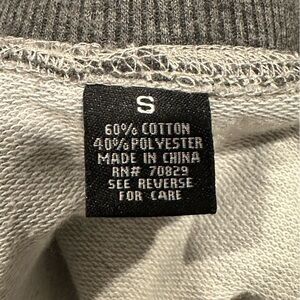 S
60% COTTON
40% POLYESTER
MADE IN CHINA
RN# 70829
SEE REVERSE
FOR CARE